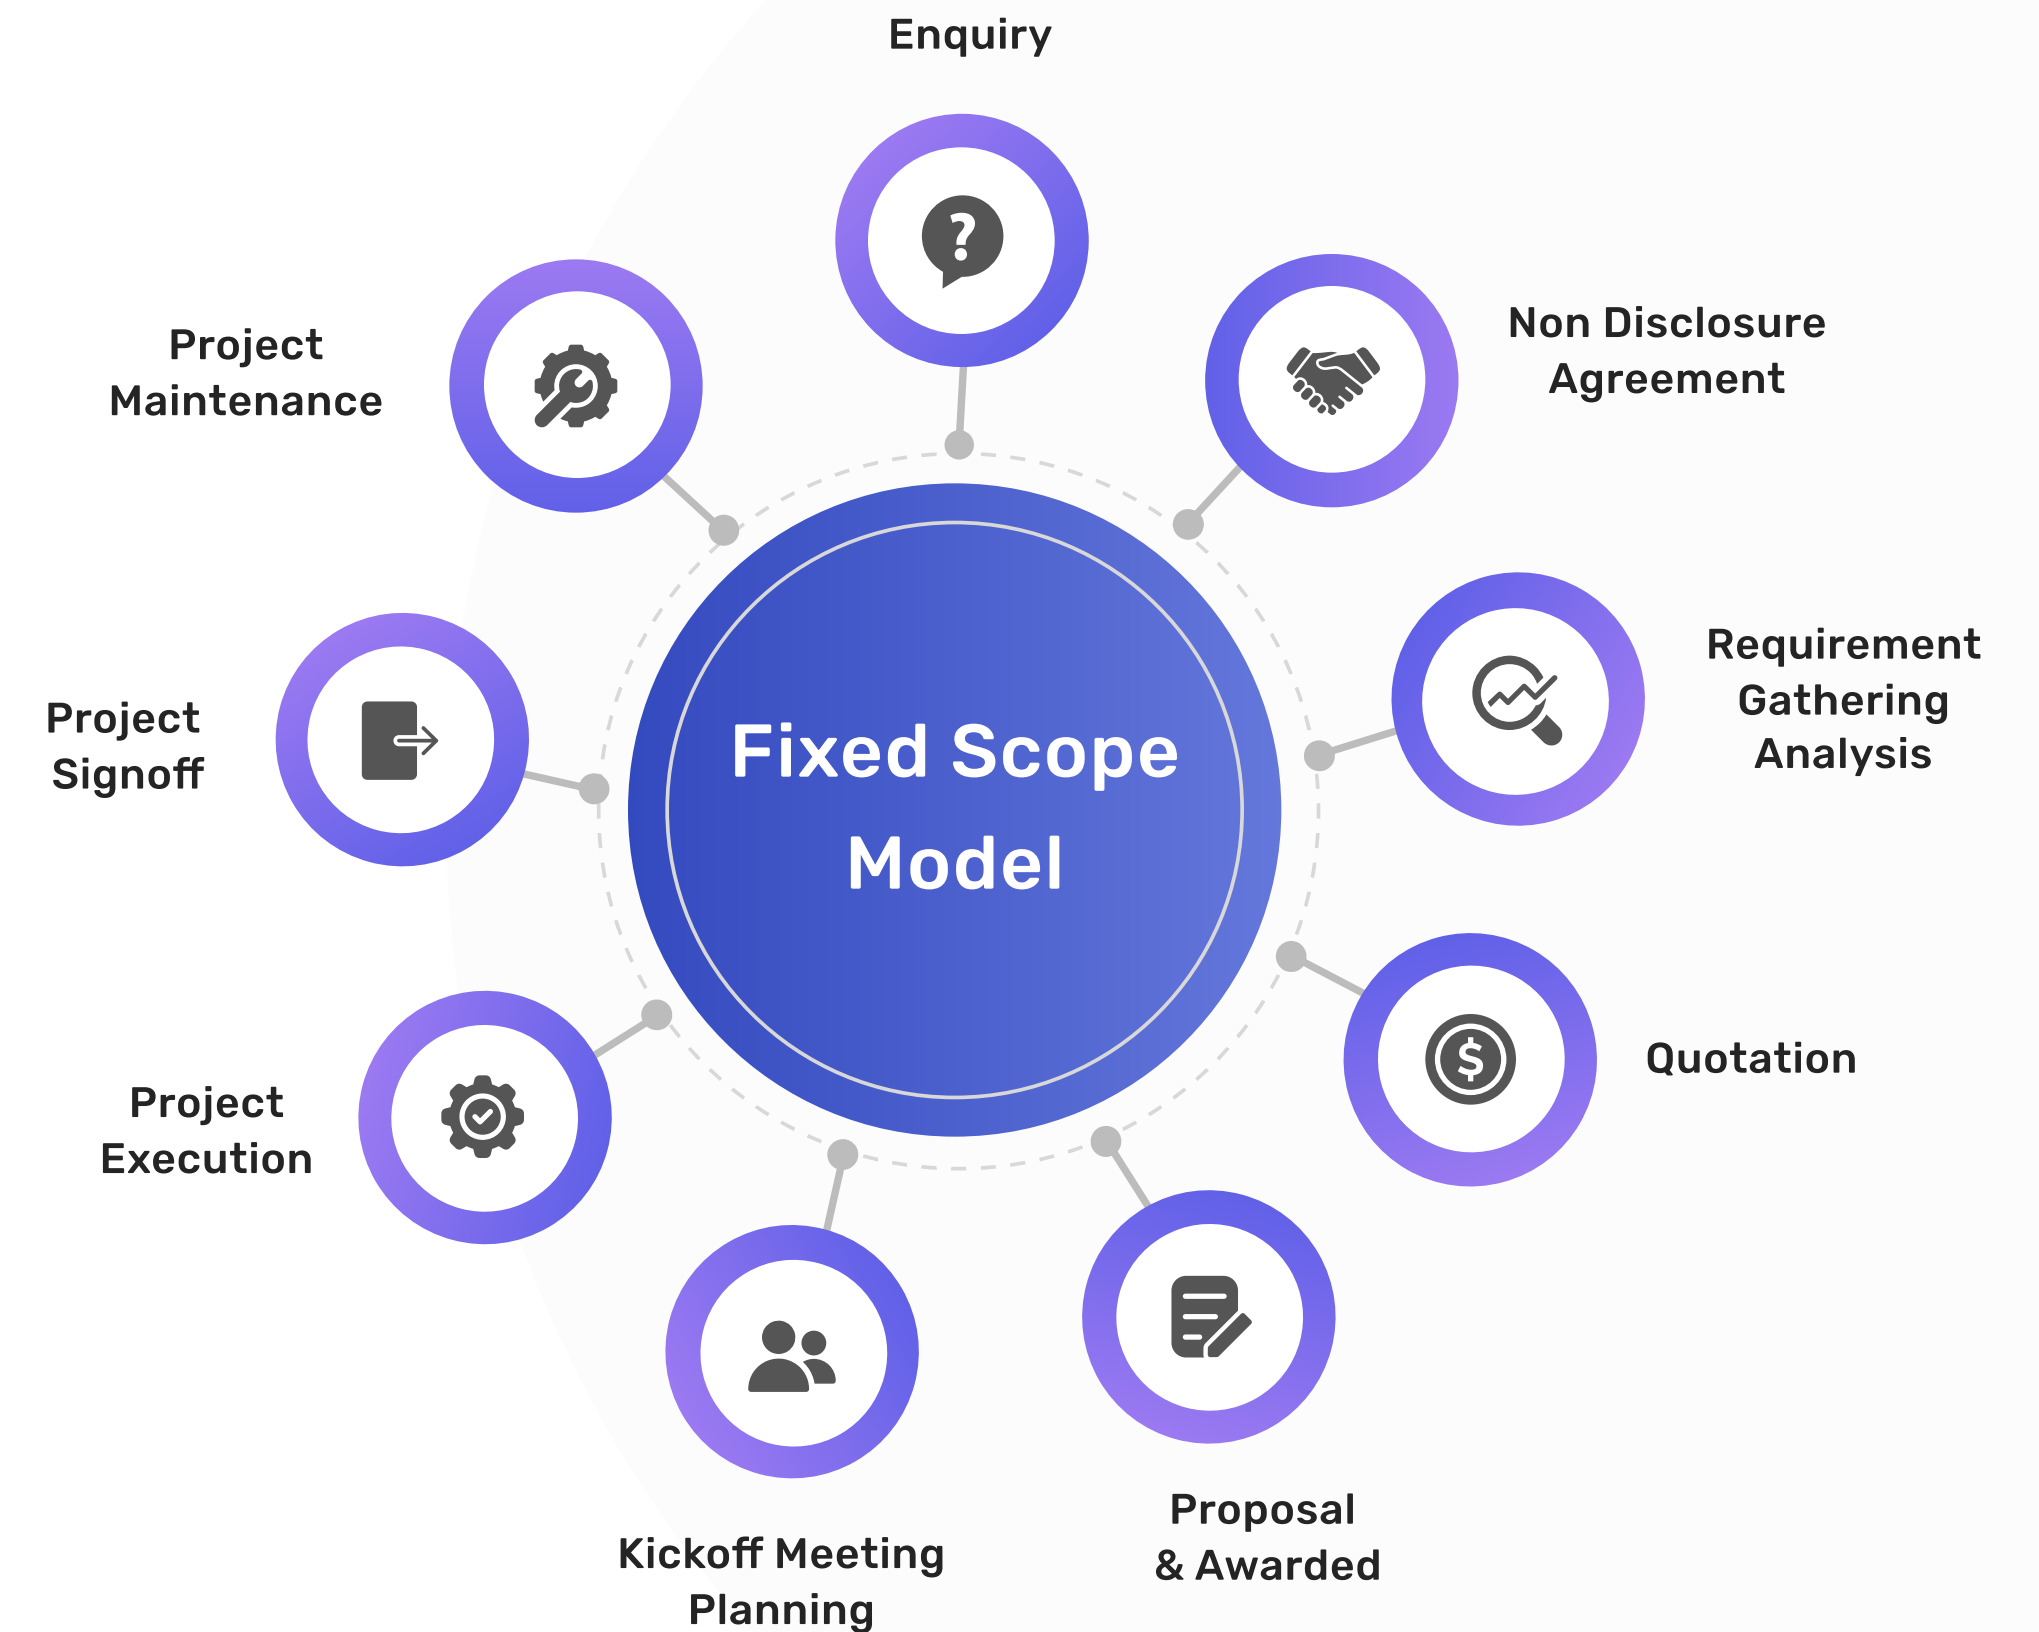 Enquiry
Non Disclosure
Agreement
Requirement
Gathering
Analysis
Quotation
Proposal
& Awarded
Kickoff Meeting
Planning
Project
Execution
Project
Signoff
Project
Maintenance
Fixed Scope
Model
?
$